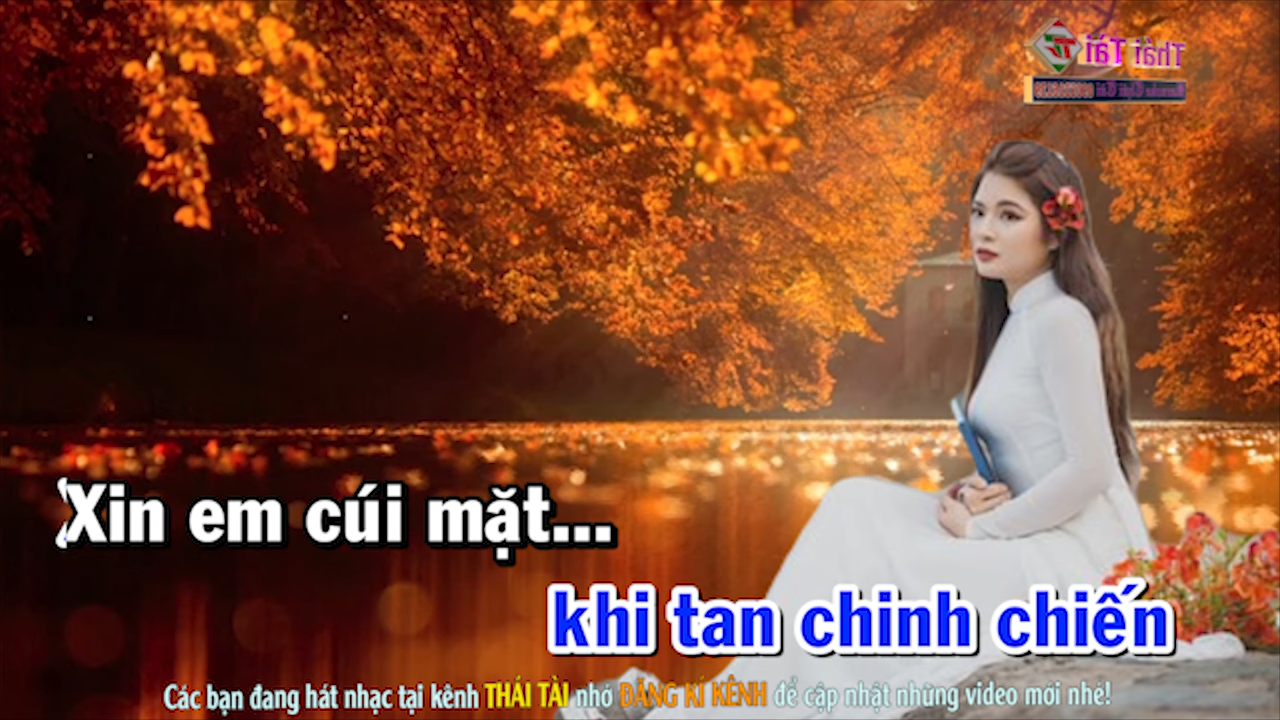 Thái Tài
Xin em cúi mặt...
khi tan chinh chiến
Các bạn đang hát nhạc tại kênh THÁI TÀI nhớ ĐĂNG KÍ KÊNH để cập nhật những video mới nhé!